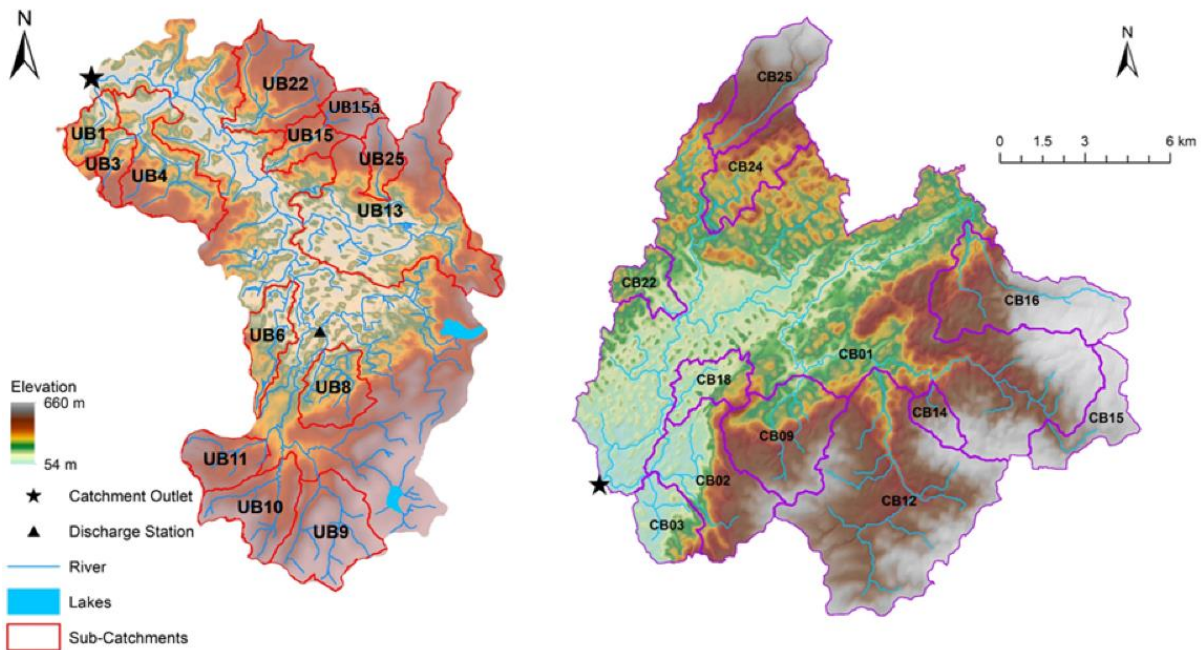 N
UB22
UB15a
UB1
UB15
UB3
UB4
UB25
UB13
UB6
UB8
UB11
UB10
UB9
Elevation
660 m
54 m
Catchment Outlet
Discharge Station
River
Lakes
Sub-Catchments
N
0 1.5 3 6 km
CB25
CB24
CB22
CB16
CB01
CB18
CB14
CB15
CB09
CB02
CB12
CB03